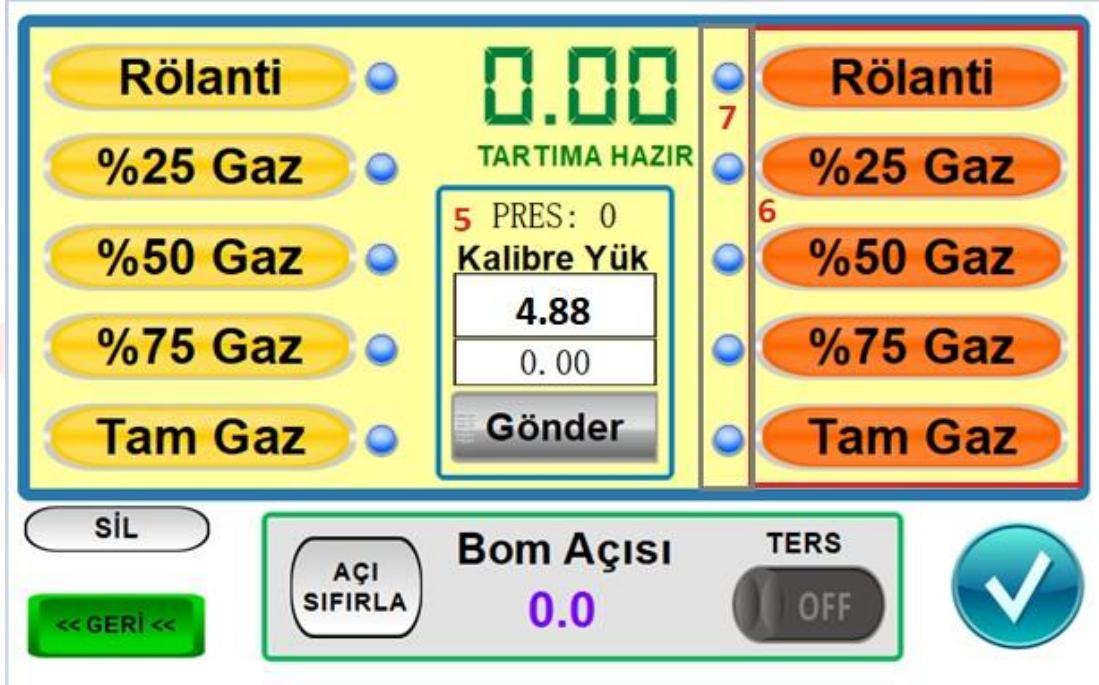 Rölanti
%25 Gaz
%50 Gaz
%75 Gaz
Tam Gaz
0.00
TARTIMA HAZIR
5 PRES: 0
Kalibre Yük
4.88
0.00
Gönder
7
6
Rölanti
%25 Gaz
%50 Gaz
%75 Gaz
Tam Gaz
SİL
<< GERİ <<
AÇI
SIFIRLA
Bom Açısı
0.0
TERS
OFF